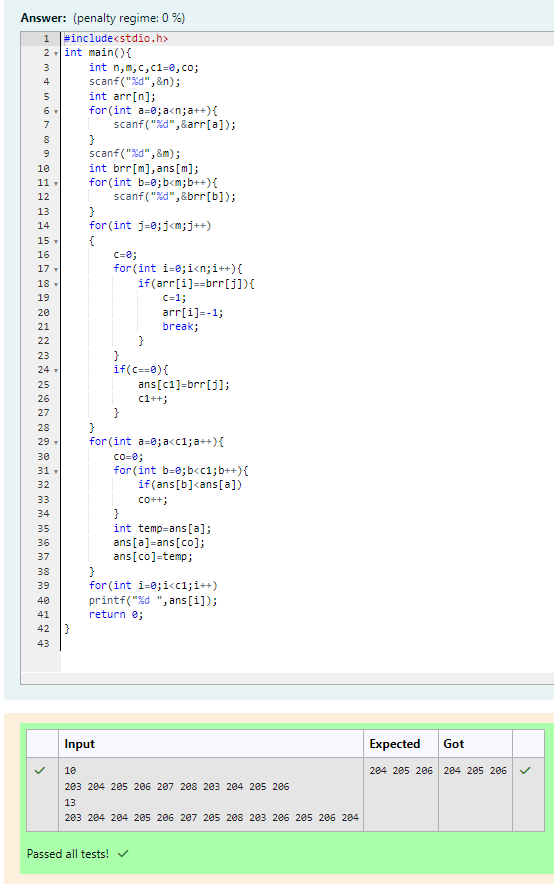 Answer: (penalty regime: 0 %)
1 #include<stdio.h>
2 int main(){
3 int n,m,c,c1=0,co;
4 scanf("%d",&n);
5 int arr[n];
6 for(int a=0;a<n;a++){
7 scanf("%d",&arr[a]);
8 }
9 scanf("%d",&m);
10 int brr[m],ans[m];
11 for(int b=0;b<m;b++){
12 scanf("%d",&brr[b]);
13 }
14 for(int j=0;j<m;j++)
15 {
16 c=0;
17 for(int i=0;i<n;i++){
18 if(arr[i]==brr[j]){
19 c=1;
20 arr[i]=-1;
21 break;
22 }
23 }
24 if(c==0){
25 ans[c1]=brr[j];
26 c1++;
27 }
28 }
29 for(int a=0;a<c1;a++){
30 co=0;
31 for(int b=0;b<c1;b++){
32 if(ans[b]<ans[a])
33 co++;
34 }
35 int temp=ans[a];
36 ans[a]=ans[co];
37 ans[co]=temp;
38 }
39 for(int i=0;i<c1;i++)
40 printf("%d ",ans[i]);
41 return 0;
42 }
43
Input Expected Got
10 204 205 206 204 205 206
203 204 205 206 207 208 203 204 205 206
13
203 204 204 205 206 207 205 208 203 206 205 206 204
Passed all tests!